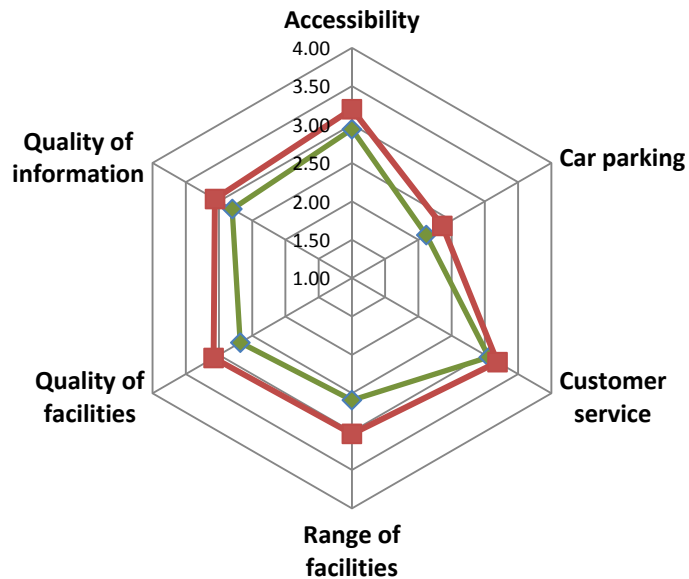 Accessibility
4.00
3.50
3.00
2.50
2.00
1.50
1.00
Quality of
information
Car parking
Quality of
facilities
Customer
service
Range of
facilities